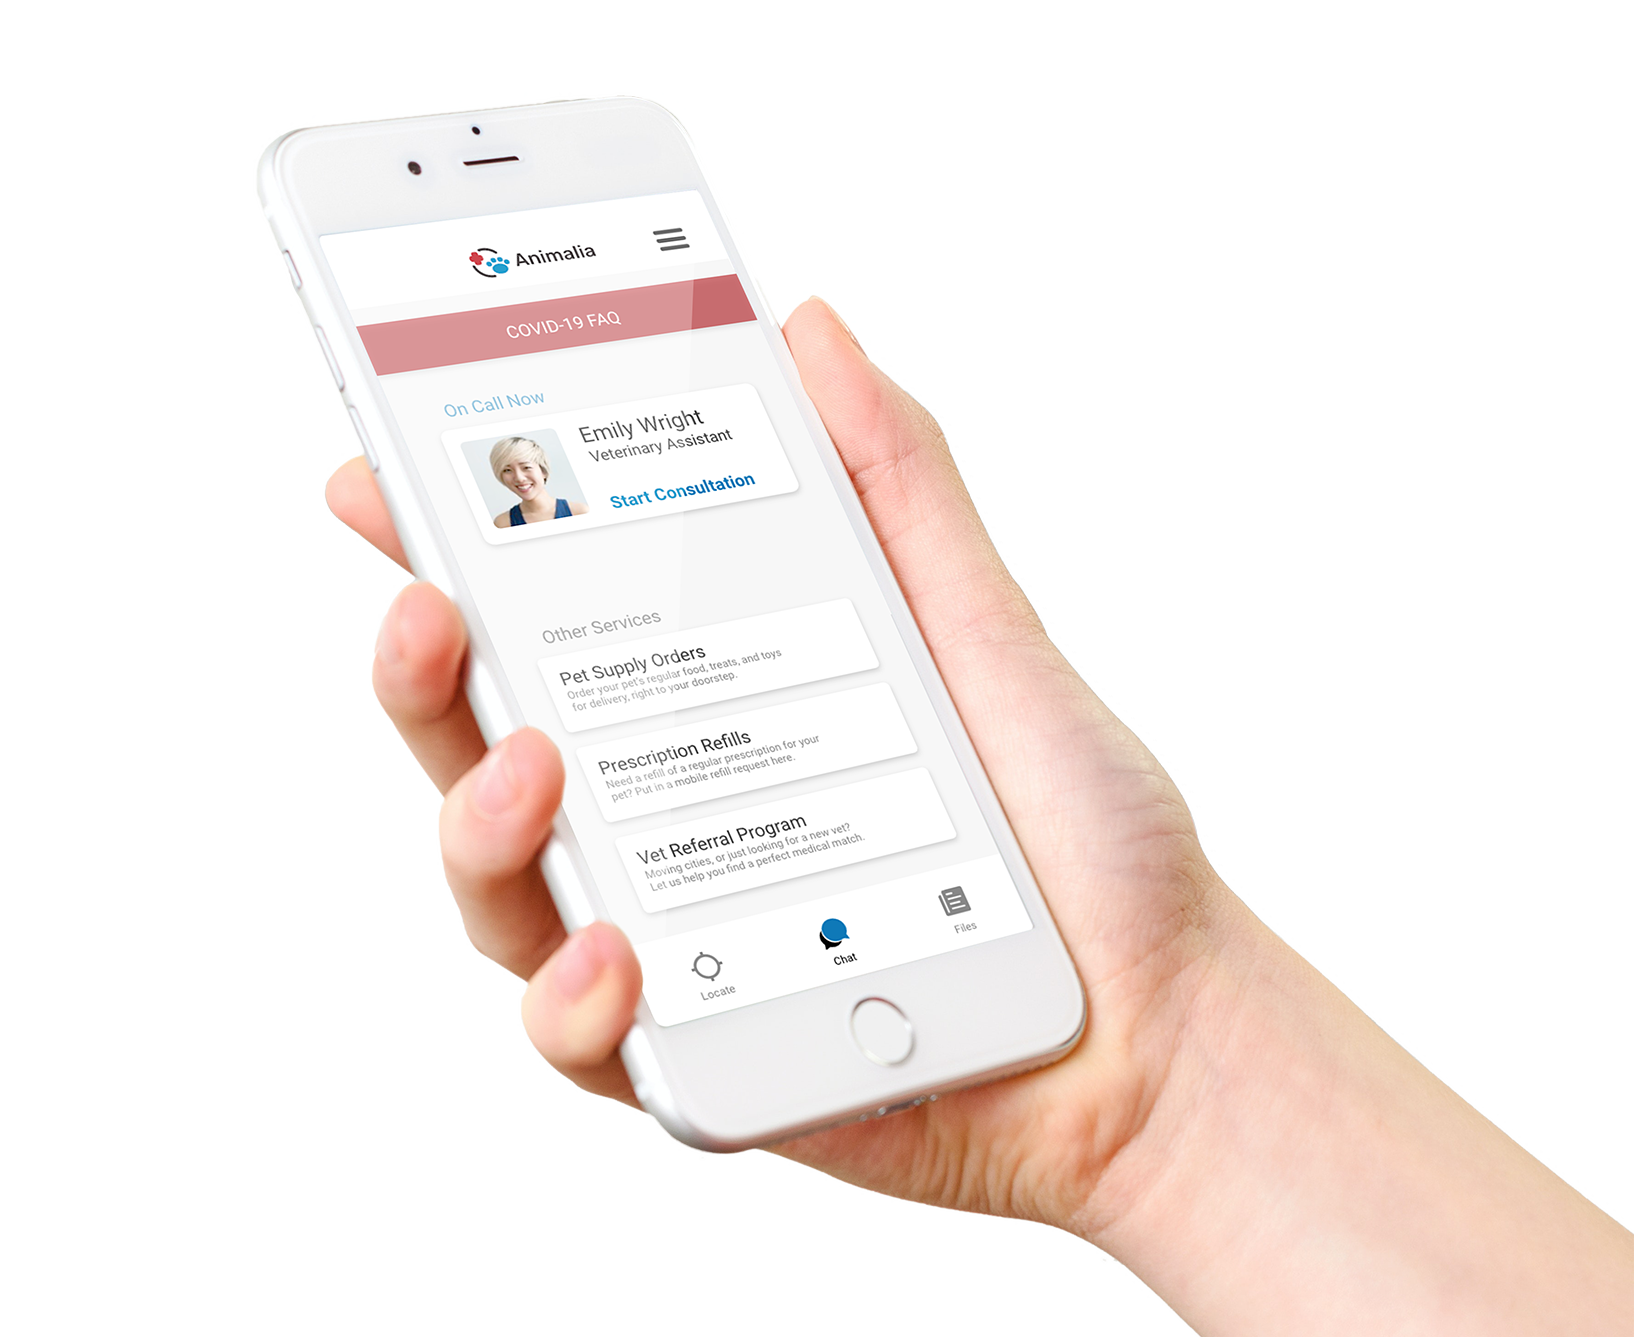 Animalia
COVID-19 FAQ
On Call Now
Emily Wright
Veterinary Assistant
Start Consultation
Other Services
Pet Supply Orders
Order your pet's regular food, treats, and toys
for delivery, right to your doorstep.
Prescription Refills
Need a refill of a regular prescription for your
pet? Put in a mobile refill request here.
Vet Referral Program
Moving cities, or just looking for a new vet?
Let us help you find a perfect medical match.
Locate
Chat
Files